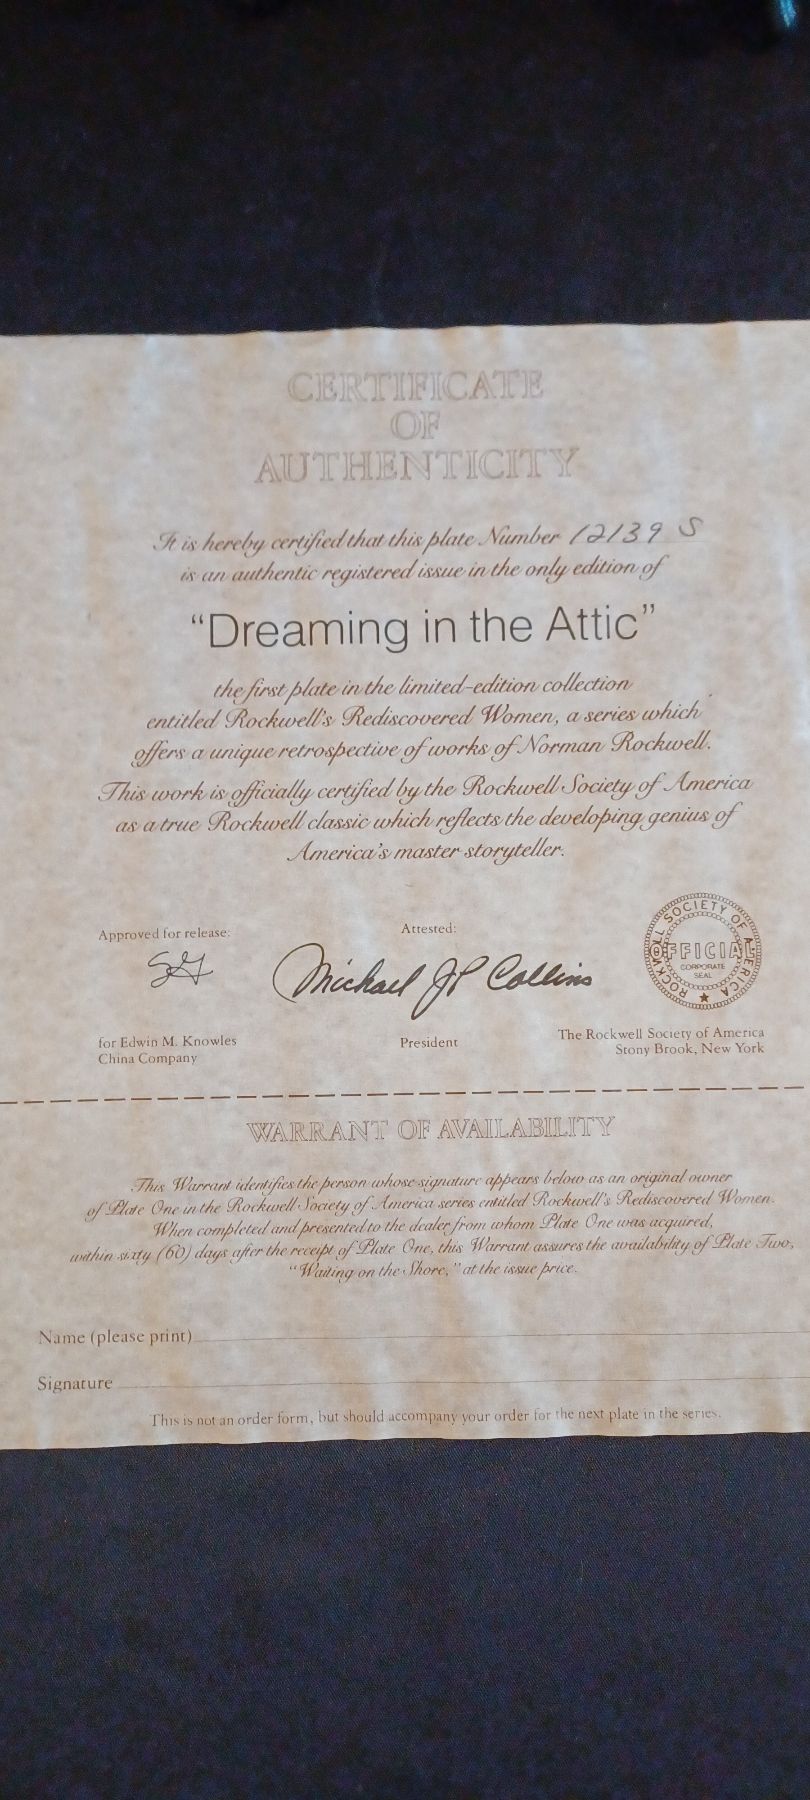 CERTIFICATE
OF
AUTHENTICITY
It is hereby certified that this plate Number 12139 S
is an authentic registered issue in the only edition of
“Dreaming in the Attic”
the first plate in the limited-edition collection
entitled Rockwell's Rediscovered Women, a series which
offers a unique retrospective of works of Norman Rockwell.
This work is officially certified by the Rockwell Society of America
as a true Rockwell classic which reflects the developing genius of
America's master storyteller.
Approved for release:
Attested:
Michael JP Collins
ROCKWELL SOCIETY OF AMERICA
OFFICIAL
CORPORATE
SEAL
for Edwin M. Knowles
China Company
President
The Rockwell Society of America
Stony Brook, New York
WARRANT OF AVAILABILITY
This Warrant identifies the person whose signature appears below as an original owner
of Plate One in the Rockwell Society of America series entitled Rockwell's Rediscovered Women.
When completed and presented to the dealer from whom Plate One was acquired,
within sixty (60) days after the receipt of Plate One, this Warrant assures the availability of Plate Two,
“Waiting on the Shore,” at the issue price.
Name (please print)
Signature
This is not an order form, but should accompany your order for the next plate in the series.